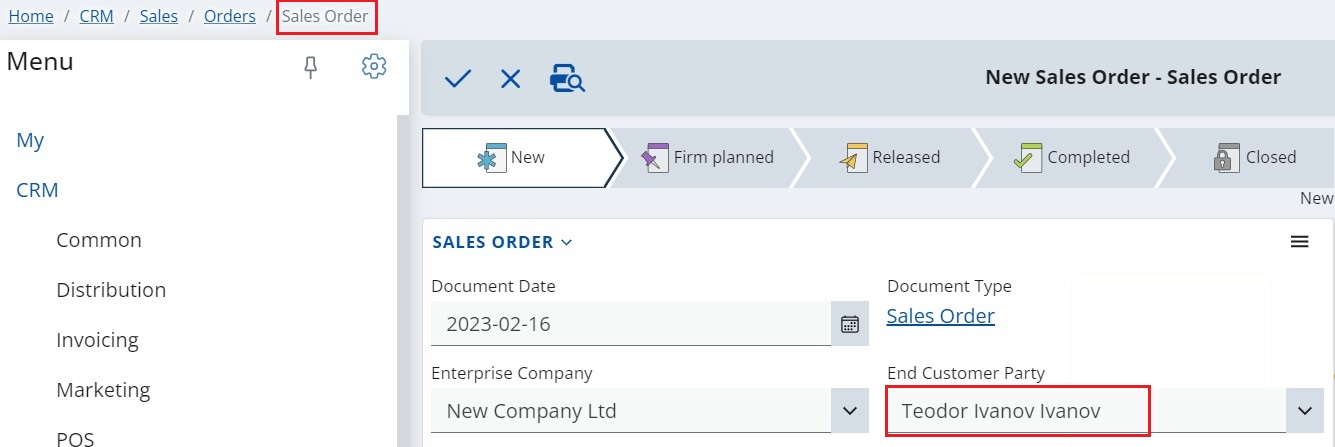 Home / CRM / Sales / Orders / Sales Order
Menu
New Sales Order - Sales Order
My
CRM
Common
Distribution
Invoicing
Marketing
POS
New
Firm planned
Released
Completed
Closed
New
SALES ORDER
Document Date
2023-02-16
Document Type
Sales Order
Enterprise Company
New Company Ltd
End Customer Party
Teodor Ivanov Ivanov